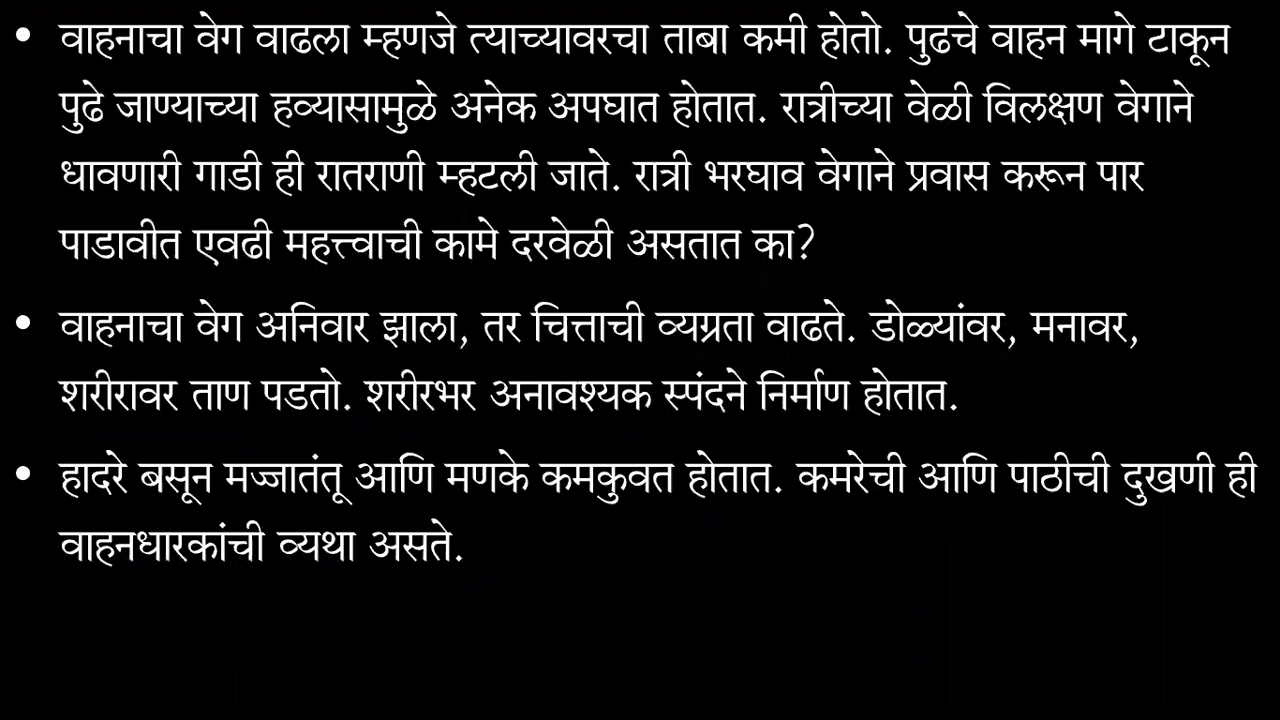 • वाहनाचा वेग वाढला म्हणजे त्याच्यावरचा ताबा कमी होतो. पुढचे वाहन मागे टाकून
पुढे जाण्याच्या हव्यासामुळे अनेक अपघात होतात. रात्रीच्या वेळी विलक्षण वेगाने
धावणारी गाडी ही रातराणी म्हटली जाते. रात्री भरघाव वेगाने प्रवास करून पार
पाडावीत एवढी महत्त्वाची कामे दरवेळी असतात का?
• वाहनाचा वेग अनिवार झाला, तर चित्ताची व्यग्रता वाढते. डोळ्यांवर, मनावर,
शरीरावर ताण पडतो. शरीरभर अनावश्यक स्पंदने निर्माण होतात.
• हादरे बसून मज्जातंतू आणि मणके कमकुवत होतात. कमरेची आणि पाठीची दुखणी ही
वाहनधारकांची व्यथा असते.